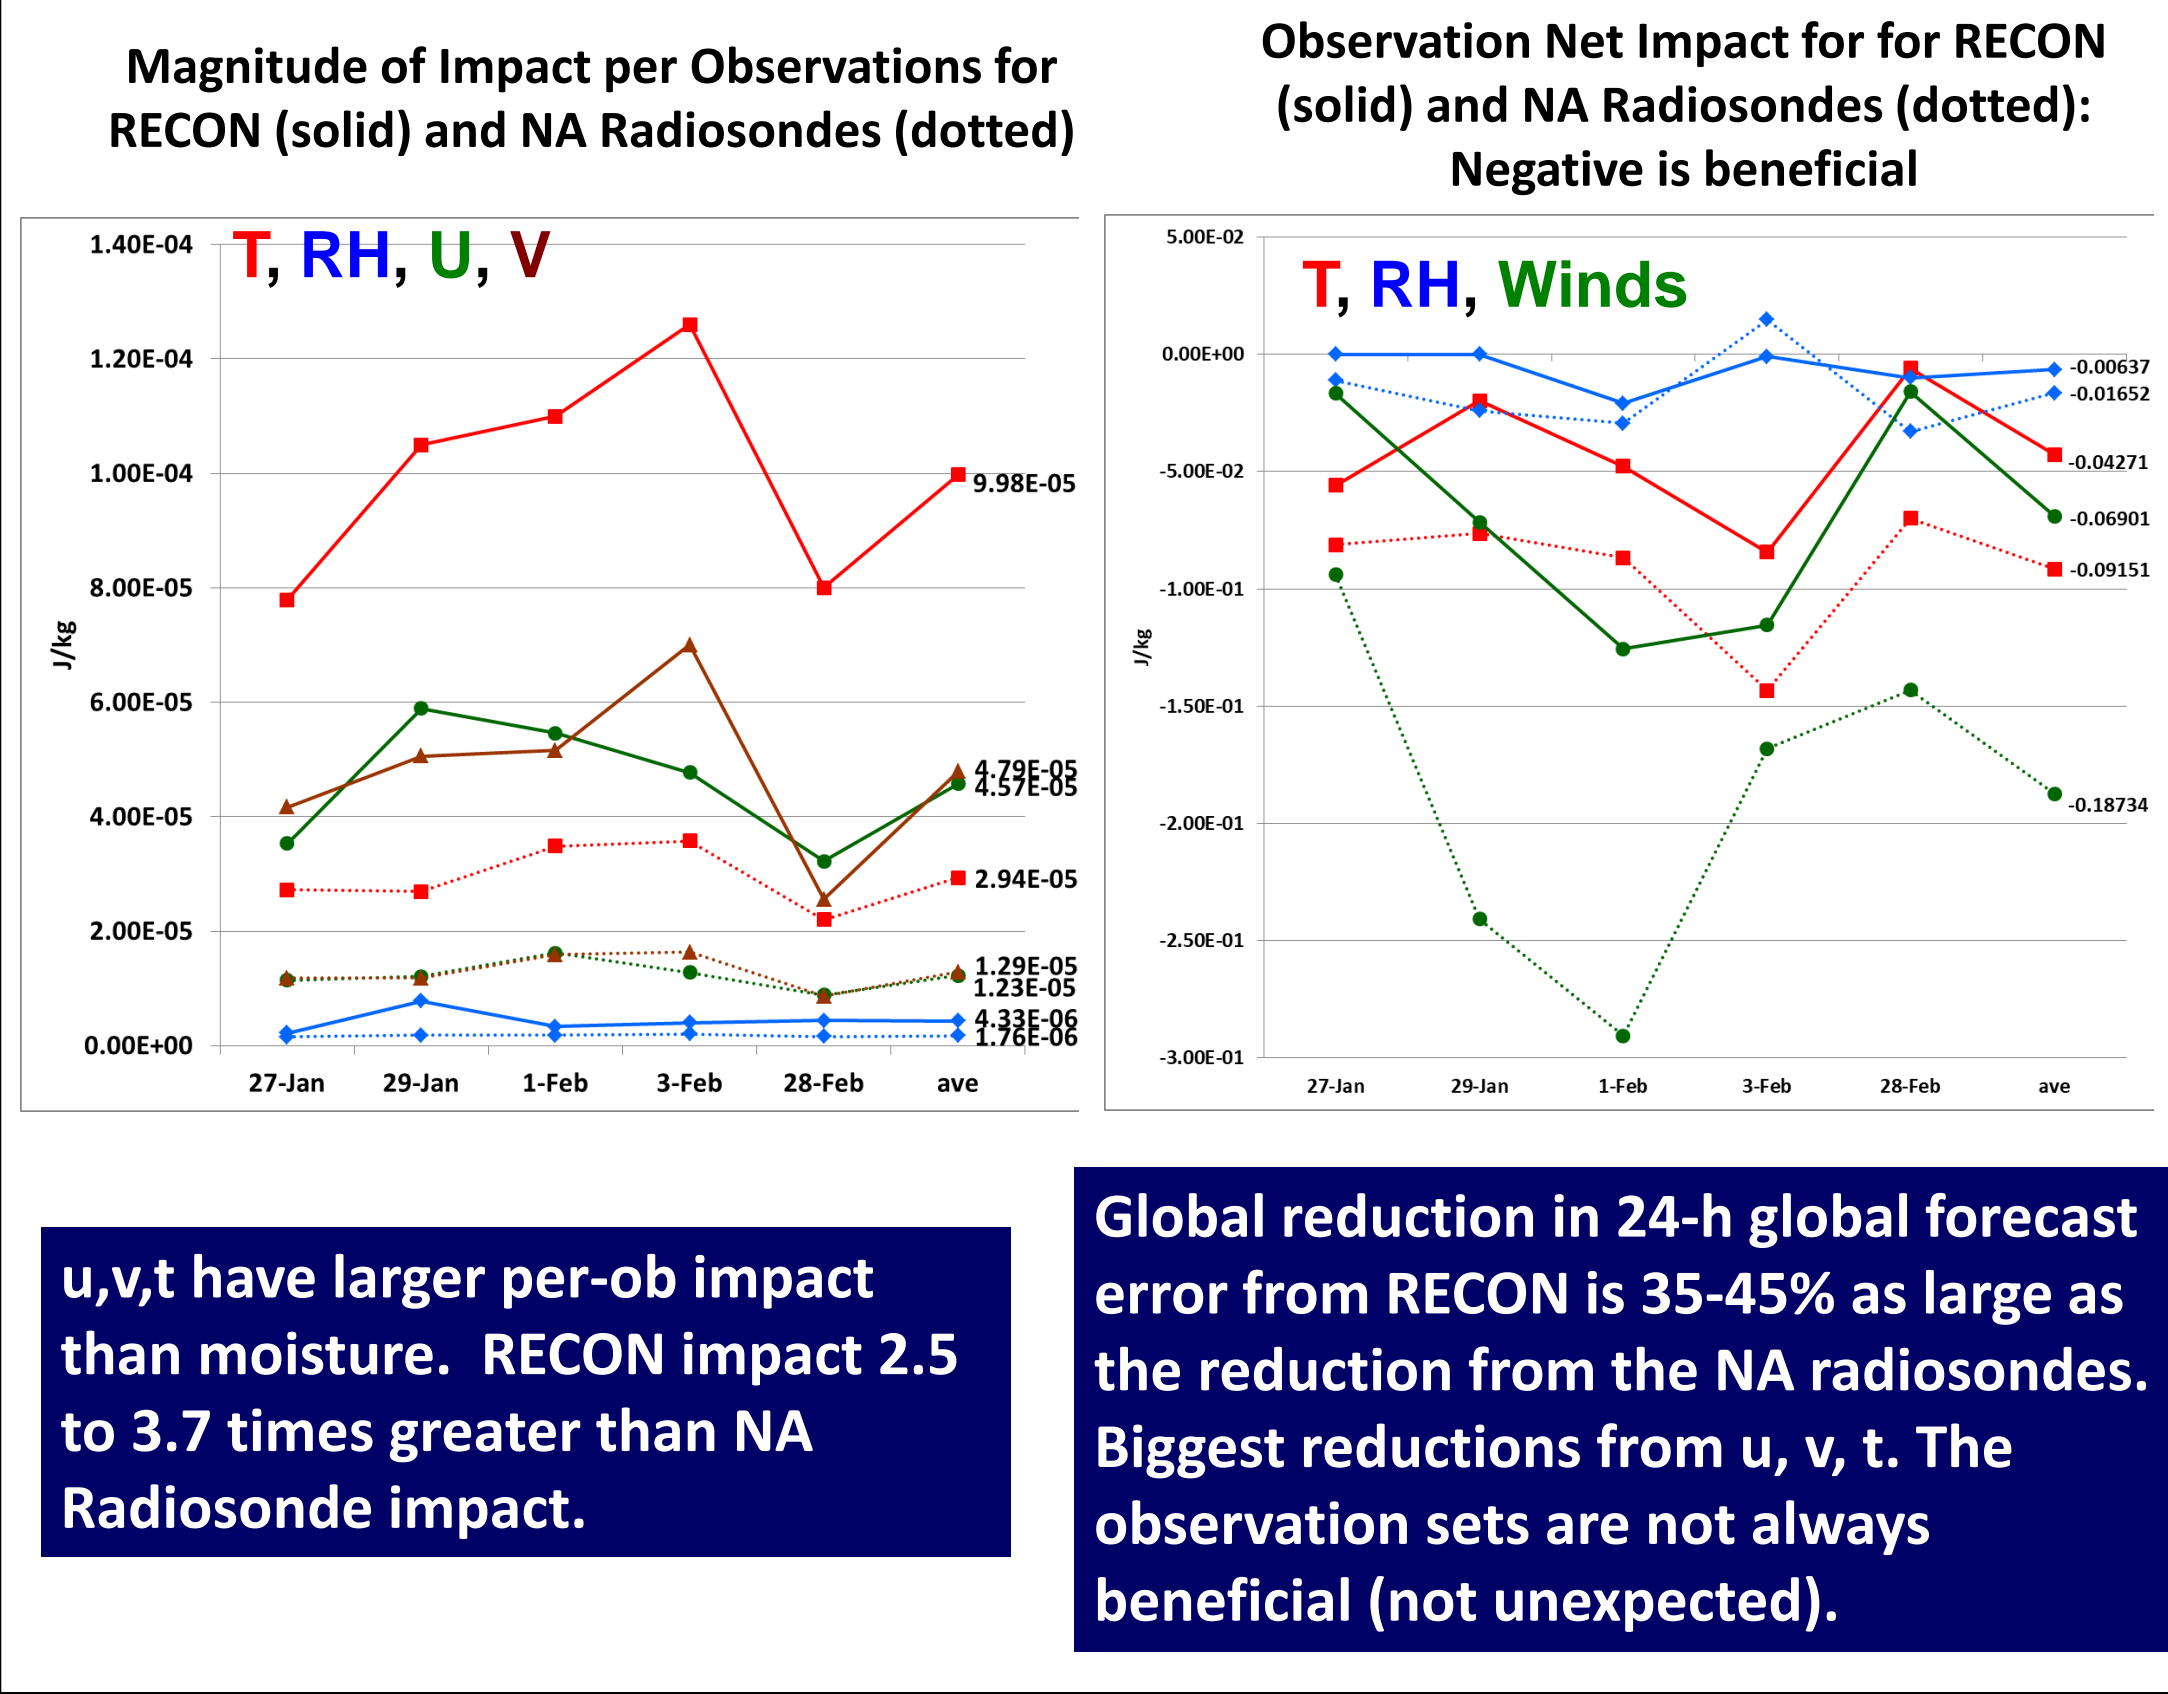 Magnitude of Impact per Observations for
RECON (solid) and NA Radiosondes (dotted)
T, RH, U, V
1.40E-04
1.20E-04
1.00E-04
8.00E-05
6.00E-05
4.00E-05
2.00E-05
0.00E+00
J/kg
9.98E-05
4.79E-05
4.57E-05
2.94E-05
1.29E-05
1.23E-05
4.33E-06
1.76E-06
27-Jan 29-Jan 1-Feb 3-Feb 28-Feb ave
u,v,t have larger per-ob impact
than moisture. RECON impact 2.5
to 3.7 times greater than NA
Radiosonde impact.
Observation Net Impact for for RECON
(solid) and NA Radiosondes (dotted):
Negative is beneficial
T, RH, Winds
5.00E-02
0.00E+00
-5.00E-02
-1.00E-01
-1.50E-01
-2.00E-01
-2.50E-01
-3.00E-01
J/kg
-0.00637
-0.01652
-0.04271
-0.06901
-0.09151
-0.18734
27-Jan 29-Jan 1-Feb 3-Feb 28-Feb ave
Global reduction in 24-h global forecast
error from RECON is 35-45% as large as
the reduction from the NA radiosondes.
Biggest reductions from u, v, t. The
observation sets are not always
beneficial (not unexpected).